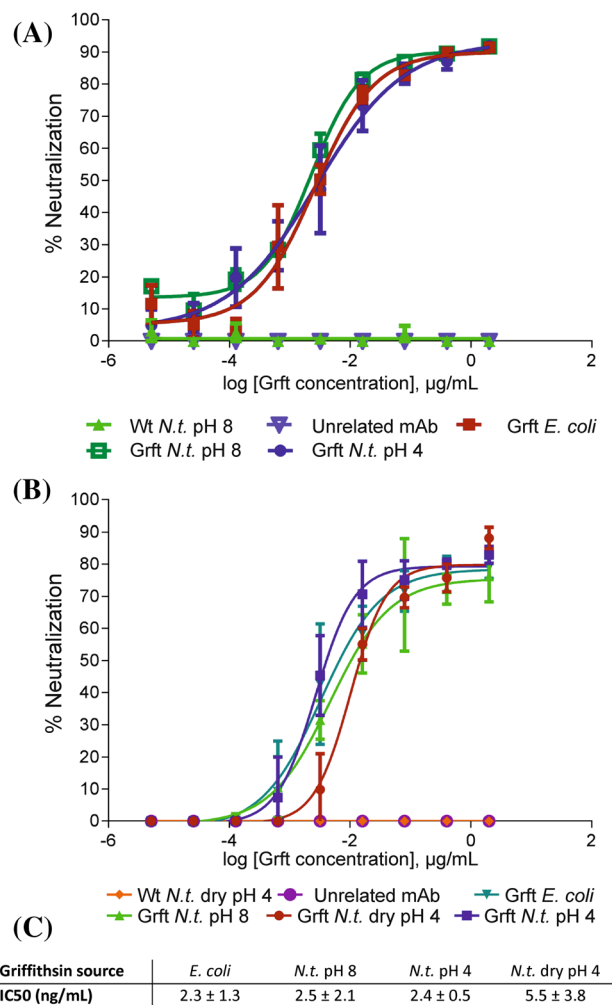 (A)
% Neutralization
100
90
80
70
60
50
40
30
20
10
0
-6 -4 -2 0 2
log [Grft concentration], µg/mL
Wt N.t. pH 8 Unrelated mAb Grft E. coli
Grft N.t. pH 8 Grft N.t. pH 4
(B)
% Neutralization
100
90
80
70
60
50
40
30
20
10
0
-6 -4 -2 0 2
log [Grft concentration], µg/mL
Wt N.t. dry pH 4 Unrelated mAb Grft E. coli
Grft N.t. pH 8 Grft N.t. dry pH 4 Grft N.t. pH 4
(C)
Griffithsin source E. coli N.t. pH 8 N.t. pH 4 N.t. dry pH 4
IC50 (ng/mL) 2.3 ± 1.3 2.5 ± 2.1 2.4 ± 0.5 5.5 ± 3.8